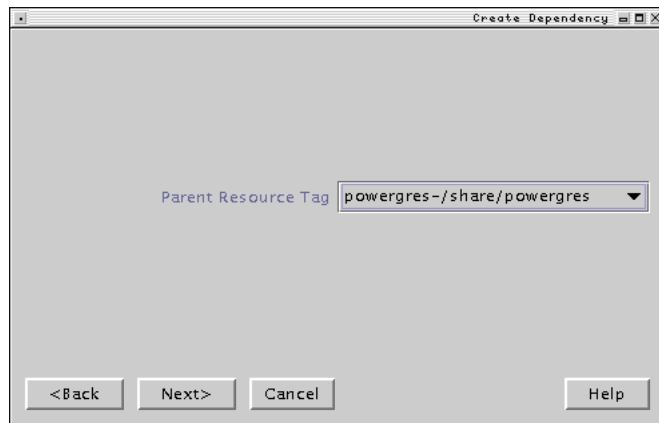 Create Dependency
Parent Resource Tag powergres-/share/powergres
<Back Next> Cancel Help